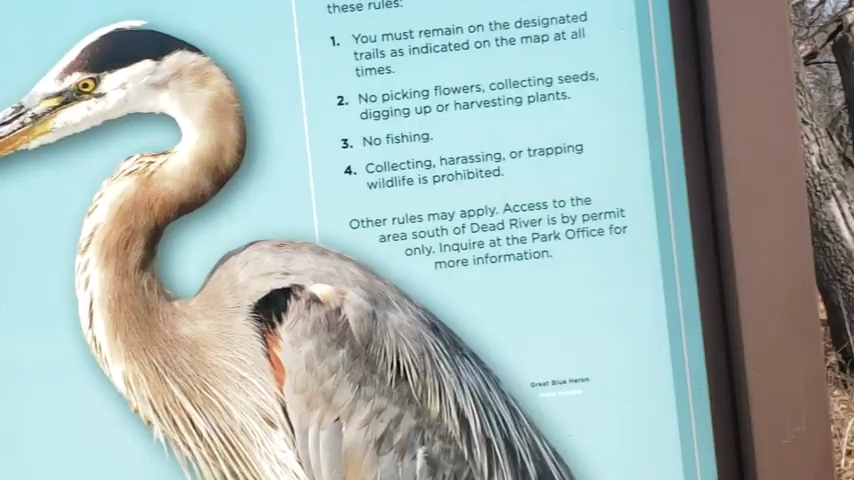 these rules:
1. You must remain on the designated
trails as indicated on the map at all
times.
2. No picking flowers, collecting seeds,
digging up or harvesting plants.
3. No fishing.
4. Collecting, harassing, or trapping
wildlife is prohibited.
Other rules may apply. Access to the
area south of Dead River is by permit
only. Inquire at the Park Office for
more information.
Great Blue Heron